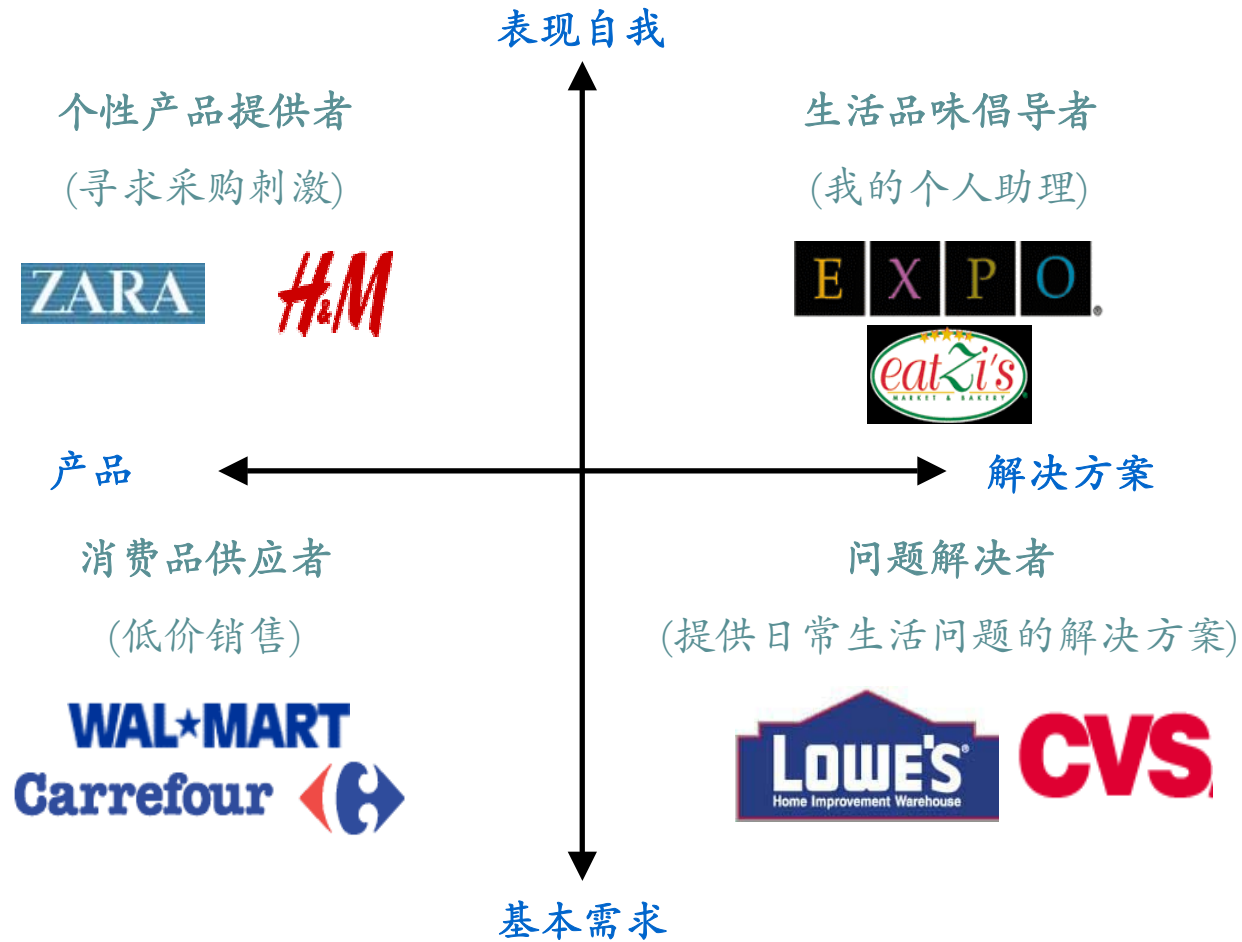 表现自我
个性产品提供者
(寻求采购刺激)
ZARA
H&M
生活品味倡导者
(我的个人助理)
EXPO®
eatZi's
MARKET & BAKERY
产品
解决方案
消费品供应者
(低价销售)
WAL★MART
Carrefour
问题解决者
(提供日常生活问题的解决方案)
LOWE'S®
Home Improvement Warehouse
CVS
基本需求